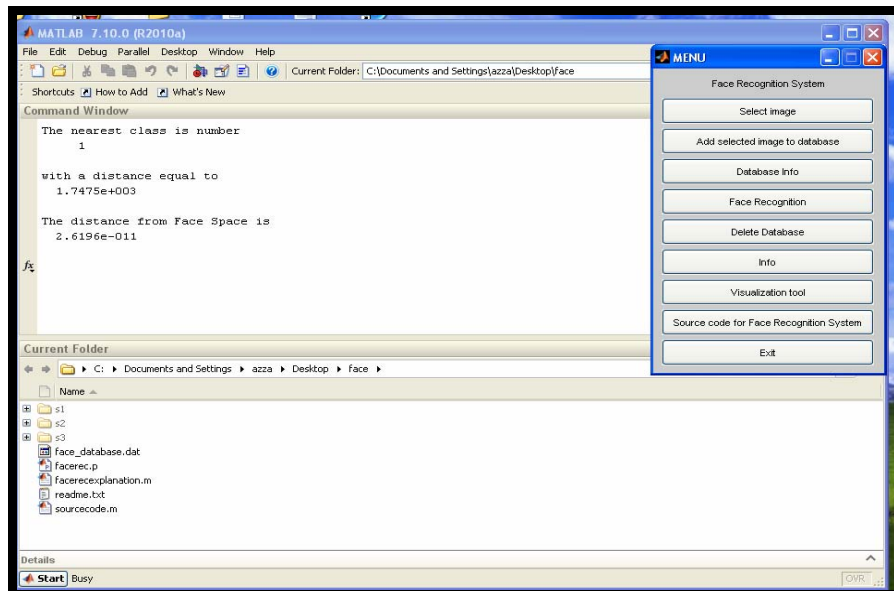 MATLAB 7.10.0 (R2010a)
File Edit Debug Parallel Desktop Window Help
Current Folder: C:\Documents and Settings\azza\Desktop\face
Shortcuts How to Add What's New
Command Window
The nearest class is number
1
with a distance equal to
1.7475e+003
The distance from Face Space is
2.6196e-011
fx
Current Folder
C: Documents and Settings azza Desktop face
Name
s1
s2
s3
face_database.dat
facerec.p
facerecexplanation.m
readme.txt
sourcecode.m
Details
Start Busy
OVR
MENU
Face Recognition System
Select image
Add selected image to database
Database Info
Face Recognition
Delete Database
Info
Visualization tool
Source code for Face Recognition System
Exit